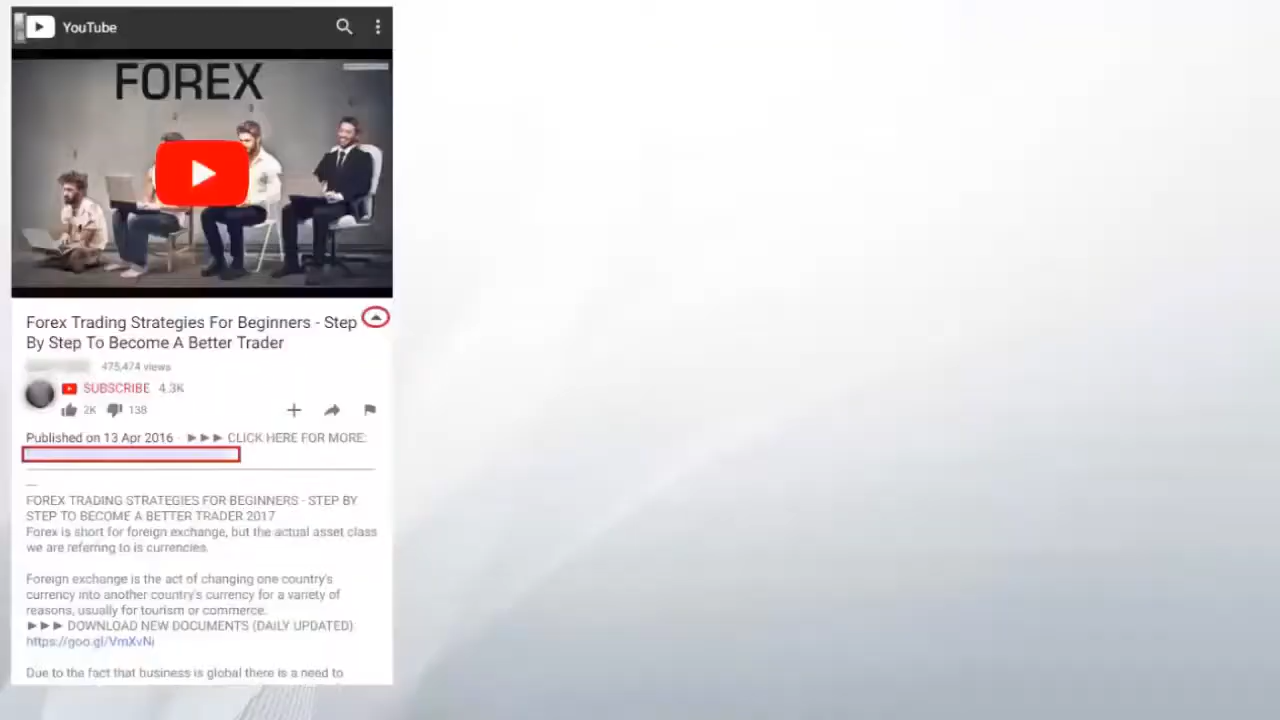 YouTube
FOREX
Forex Trading Strategies For Beginners - Step
By Step To Become A Better Trader
475,474 views
SUBSCRIBE 4.3K
2K 138
Published on 13 Apr 2016 · ►►► CLICK HERE FOR MORE:
—
FOREX TRADING STRATEGIES FOR BEGINNERS - STEP BY
STEP TO BECOME A BETTER TRADER 2017
Forex is short for foreign exchange, but the actual asset class
we are referring to is currencies.
Foreign exchange is the act of changing one country's
currency into another country's currency for a variety of
reasons, usually for tourism or commerce.
►►► DOWNLOAD NEW DOCUMENTS (DAILY UPDATED)
https://goo.gl/VmXvNi
Due to the fact that business is global there is a need to